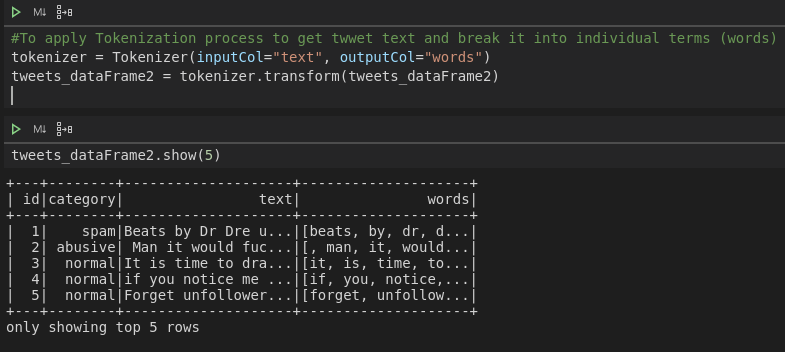 M↓
#To apply Tokenization process to get twwet text and break it into individual terms (words)
tokenizer = Tokenizer(inputCol="text", outputCol="words")
tweets_dataFrame2 = tokenizer.transform(tweets_dataFrame2)
M↓
tweets_dataFrame2.show(5)
+---+--------+--------------------+--------------------+
| id|category|                text|               words|
+---+--------+--------------------+--------------------+
|  1|    spam|Beats by Dr Dre u...|[beats, by, dr, d...|
|  2| abusive| Man it would fuc...|[, man, it, would...|
|  3|  normal|It is time to dra...|[it, is, time, to...|
|  4|  normal|if you notice me ...|[if, you, notice,...|
|  5|  normal|Forget unfollower...|[forget, unfollow...|
+---+--------+--------------------+--------------------+
only showing top 5 rows